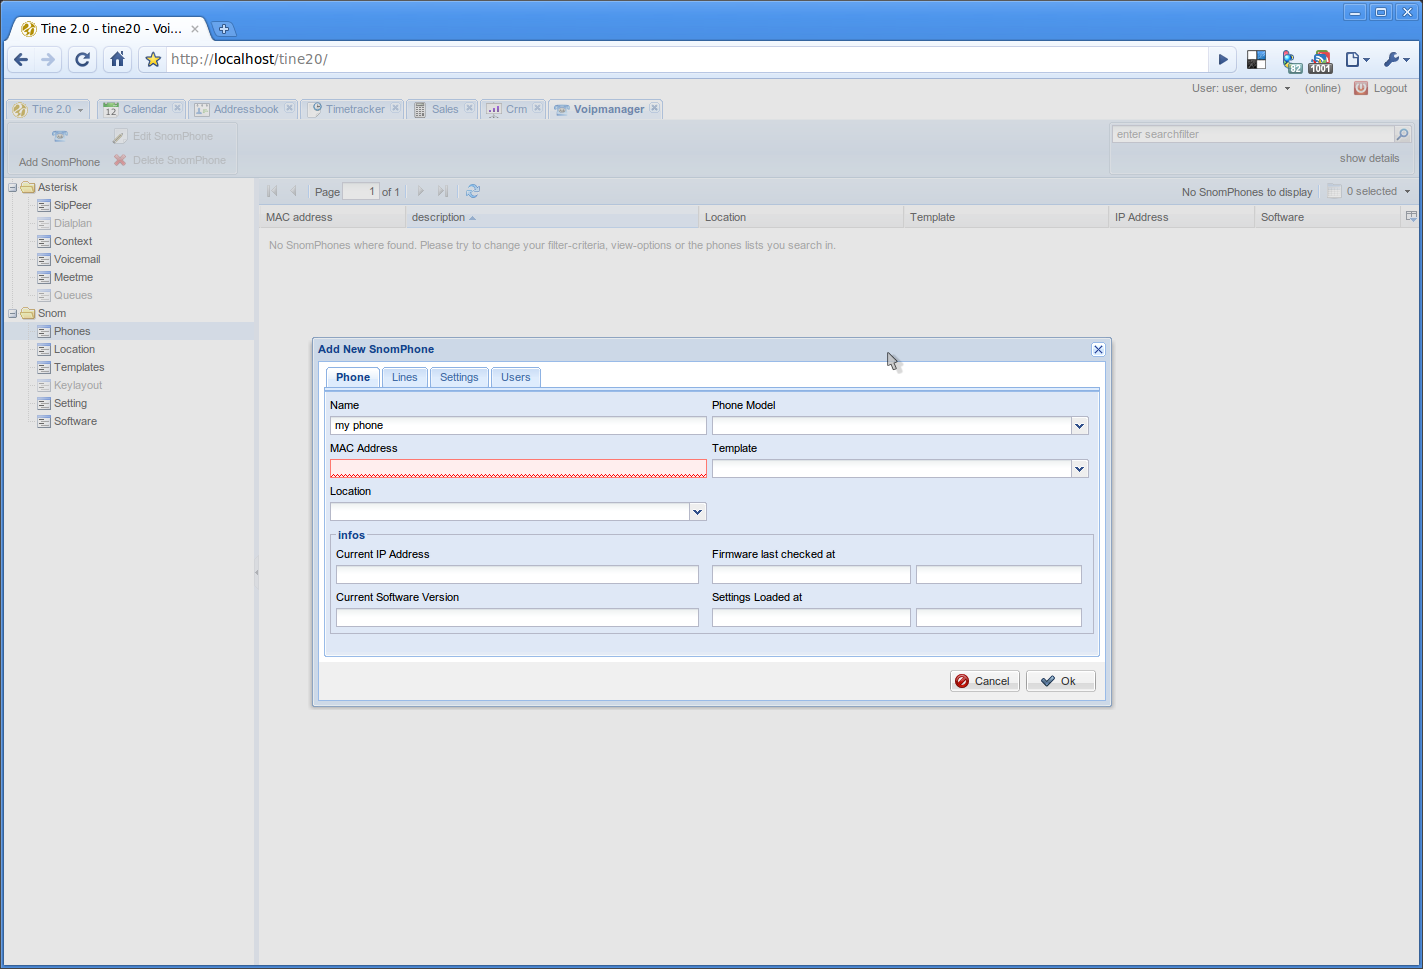 Tine 2.0 - tine20 - Voi...
http://localhost/tine20/
82
1001
User: user, demo
(online)
Logout
Tine 2.0
12
Calendar
Addressbook
Timetracker
Sales
Crm
Voipmanager
Add SnomPhone
Edit SnomPhone
Delete SnomPhone
enter searchfilter
show details
Asterisk
SipPeer
Dialplan
Context
Voicemail
Meetme
Queues
Snom
Phones
Location
Templates
Keylayout
Setting
Software
Page 1 of 1
No SnomPhones to display
0 selected
MAC address
description
Location
Template
IP Address
Software
No SnomPhones where found. Please try to change your filter-criteria, view-options or the phones lists you search in.
Add New SnomPhone
Phone
Lines
Settings
Users
Name
Phone Model
my phone
MAC Address
Template
Location
infos
Current IP Address
Firmware last checked at
Current Software Version
Settings Loaded at
Cancel
Ok